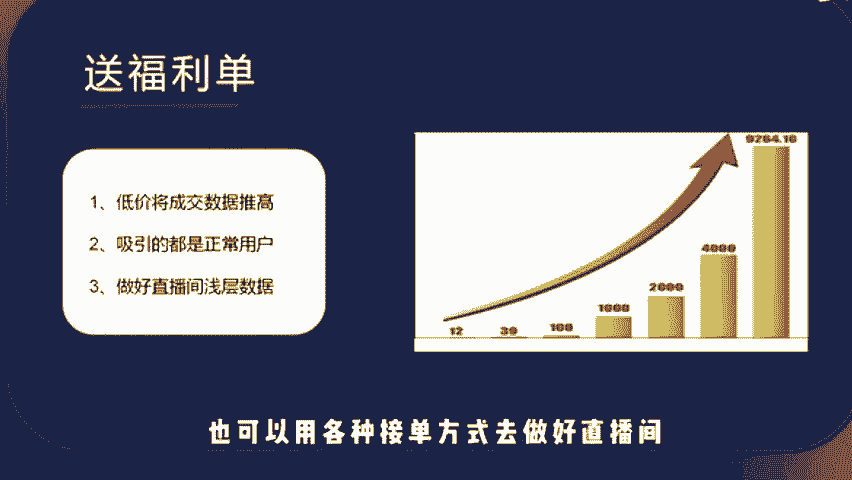 送福利单
1、低价将成交数据推高
2、吸引的都是正常用户
3、做好直播间浅层数据
9264.10
4000
2000
1000
100
30
12
也可以用各种接单方式去做好直播间